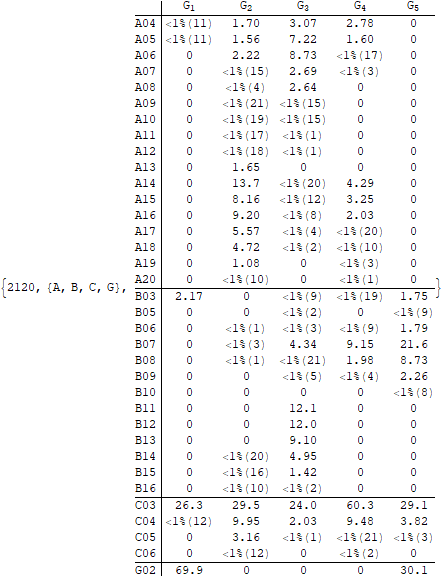 G1 G2 G3 G4 G5
A04 <1%(11) 1.70 3.07 2.78 0
A05 <1%(11) 1.56 7.22 1.60 0
A06 0 2.22 8.73 <1%(17) 0
A07 0 <1%(15) 2.69 <1%(3) 0
A08 0 <1%(4) 2.64 0 0
A09 0 <1%(21) <1%(15) 0 0
A10 0 <1%(19) <1%(15) 0 0
A11 0 <1%(17) <1%(1) 0 0
A12 0 <1%(18) <1%(1) 0 0
A13 0 1.65 0 0 0
A14 0 13.7 <1%(20) 4.29 0
A15 0 8.16 <1%(12) 3.25 0
A16 0 9.20 <1%(8) 2.03 0
A17 0 5.57 <1%(4) <1%(20) 0
A18 0 4.72 <1%(2) <1%(10) 0
A19 0 1.08 0 <1%(3) 0
A20 0 <1%(10) 0 <1%(1) 0
{2120, {A, B, C, G}, }
B03 2.17 0 <1%(9) <1%(19) 1.75
B05 0 0 <1%(2) 0 <1%(9)
B06 0 <1%(1) <1%(3) <1%(9) 1.79
B07 0 <1%(3) 4.34 9.15 21.6
B08 0 <1%(1) <1%(21) 1.98 8.73
B09 0 0 <1%(5) <1%(4) 2.26
B10 0 0 0 0 <1%(8)
B11 0 0 12.1 0 0
B12 0 0 12.0 0 0
B13 0 0 9.10 0 0
B14 0 <1%(20) 4.95 0 0
B15 0 <1%(16) 1.42 0 0
B16 0 <1%(10) <1%(2) 0 0
C03 26.3 29.5 24.0 60.3 29.1
C04 <1%(12) 9.95 2.03 9.48 3.82
C05 0 3.16 <1%(1) <1%(21) <1%(3)
C06 0 <1%(12) 0 <1%(2) 0
G02 69.9 0 0 0 30.1